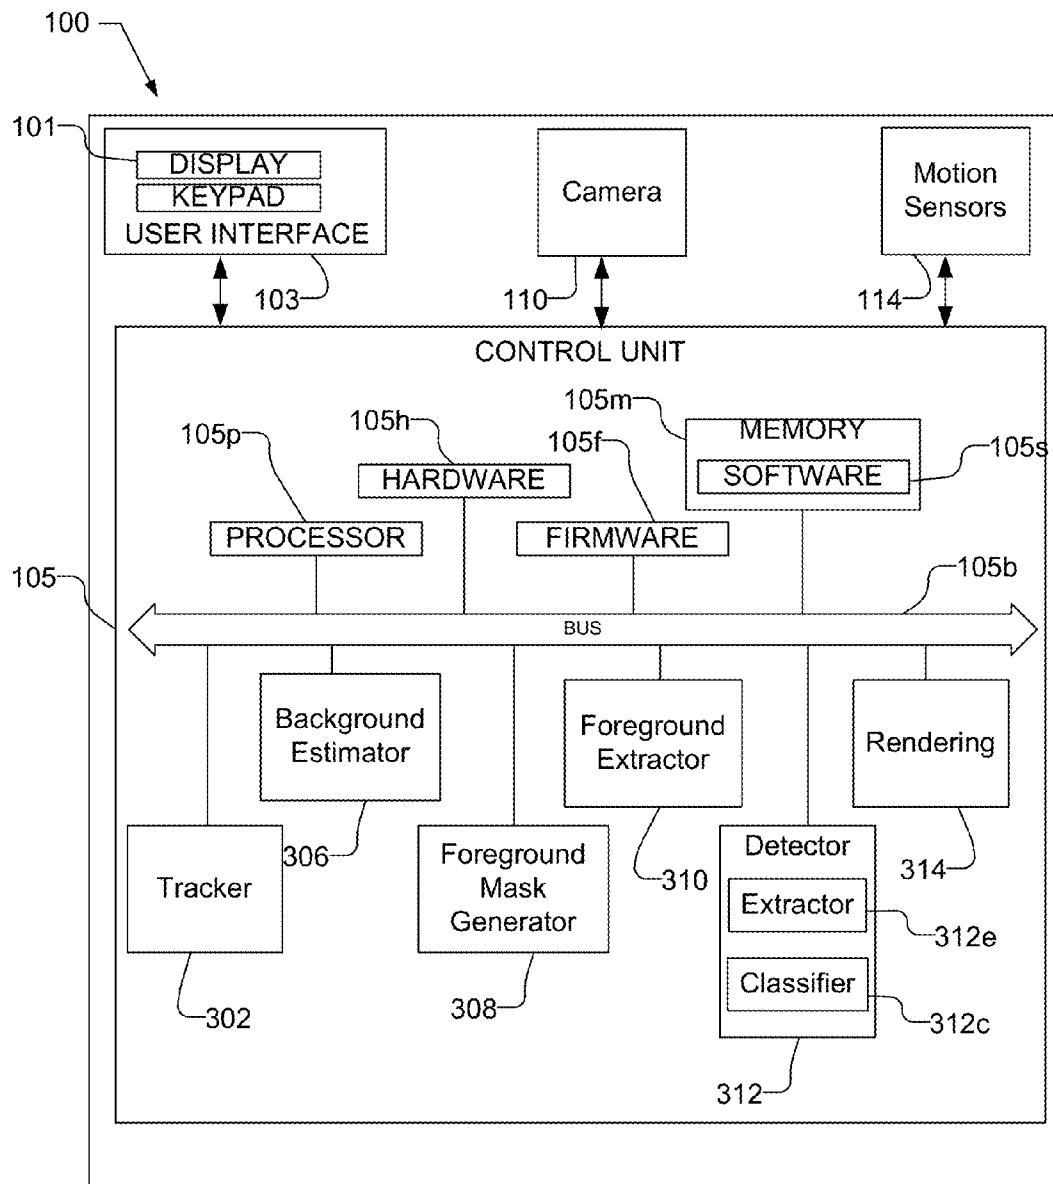 100
101
DISPLAY
KEYPAD
USER INTERFACE
Camera
Motion
Sensors
103
110
114
CONTROL UNIT
105p
105h
105f
105m
MEMORY
SOFTWARE
105s
HARDWARE
PROCESSOR
FIRMWARE
105
105b
BUS
Background
Estimator
Foreground
Extractor
Rendering
306
310
314
Tracker
Foreground
Mask
Generator
Detector
Extractor
312e
Classifier
312c
302
308
312